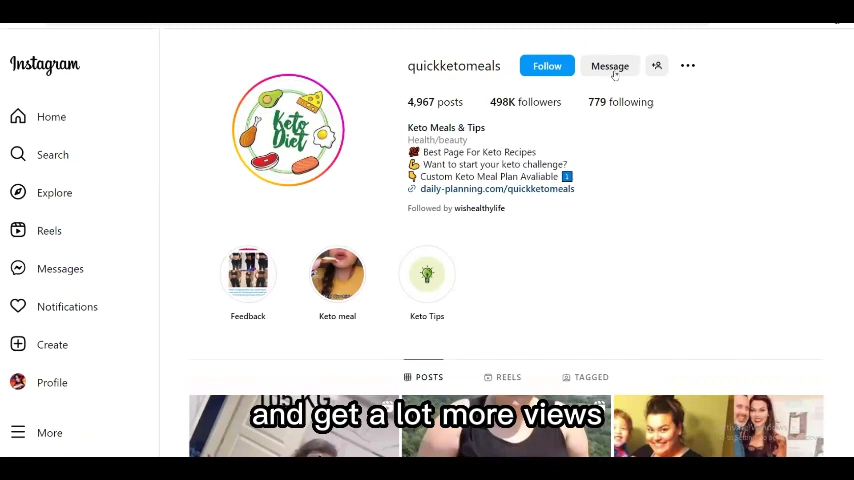 Instagram
quickketomeals
Follow
Message
4,967 posts
498K followers
779 following
Keto Meals & Tips
Health/beauty
Best Page For Keto Recipes
Want to start your keto challenge?
Custom Keto Meal Plan Avaliable 1
daily-planning.com/quickketomeals
Followed by wishealthylife
Home
Search
Explore
Reels
Messages
Notifications
Create
Profile
More
Keto
Diet
Feedback
Keto meal
Keto Tips
POSTS
REELS
TAGGED
and get a lot more views